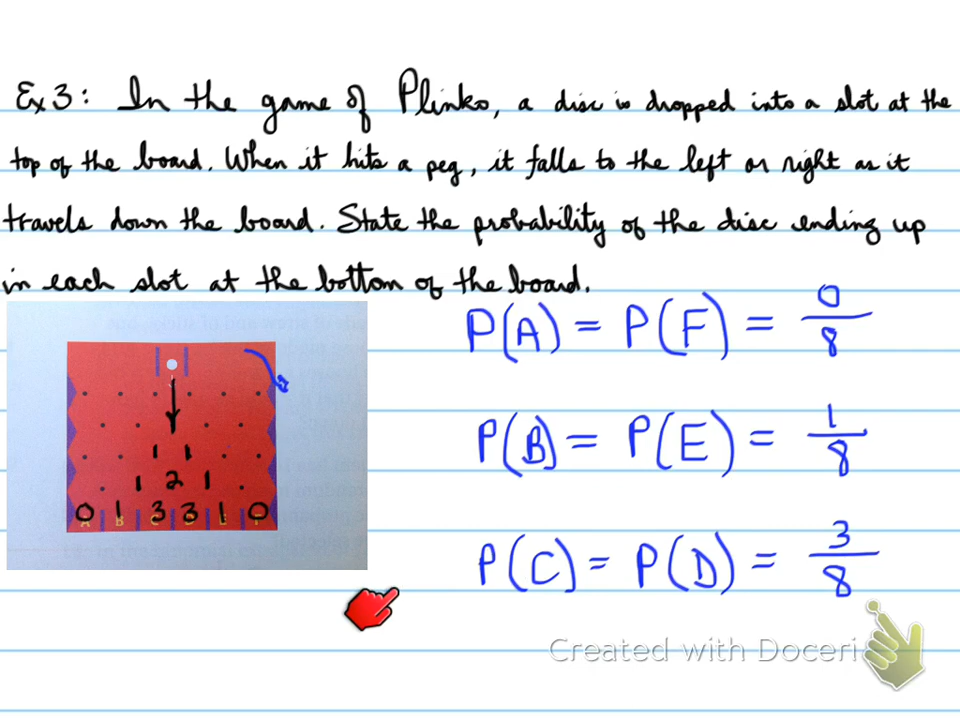 Ex 3: In the game of Plinko, a disc is dropped into a slot at the
top of the board. When it hits a peg, it falls to the left or right as it
travels down the board. State the probability of the disc ending up
in each slot at the bottom of the board.
P(A) = P(F) = 0/8
P(B) = P(E) = 1/8
P(C) = P(D) = 3/8
1 1
1 2 1
0 1 3 3 1 0
Created with Doceri